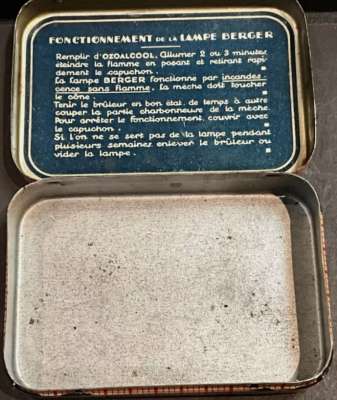 FONCTIONNEMENT DE LA LAMPE BERGER
Remplir d'OZOALCOOL. Allumer 2 ou 3 minutes
éteindre la flamme en posant et retirant rapi-
dement le capuchon.
La lampe BERGER fonctionne par incandes-
cence sans flamme. La mèche doit toucher
le cône.
Tenir le brûleur en bon état. de temps à autre
couper la partie charbonneuse de la mèche
Pour arrêter le fonctionnement, couvrir avec
le capuchon.
Si l'on ne se sert pas de la lampe pendant
plusieurs semaines enlever le brûleur ou
vider la lampe.